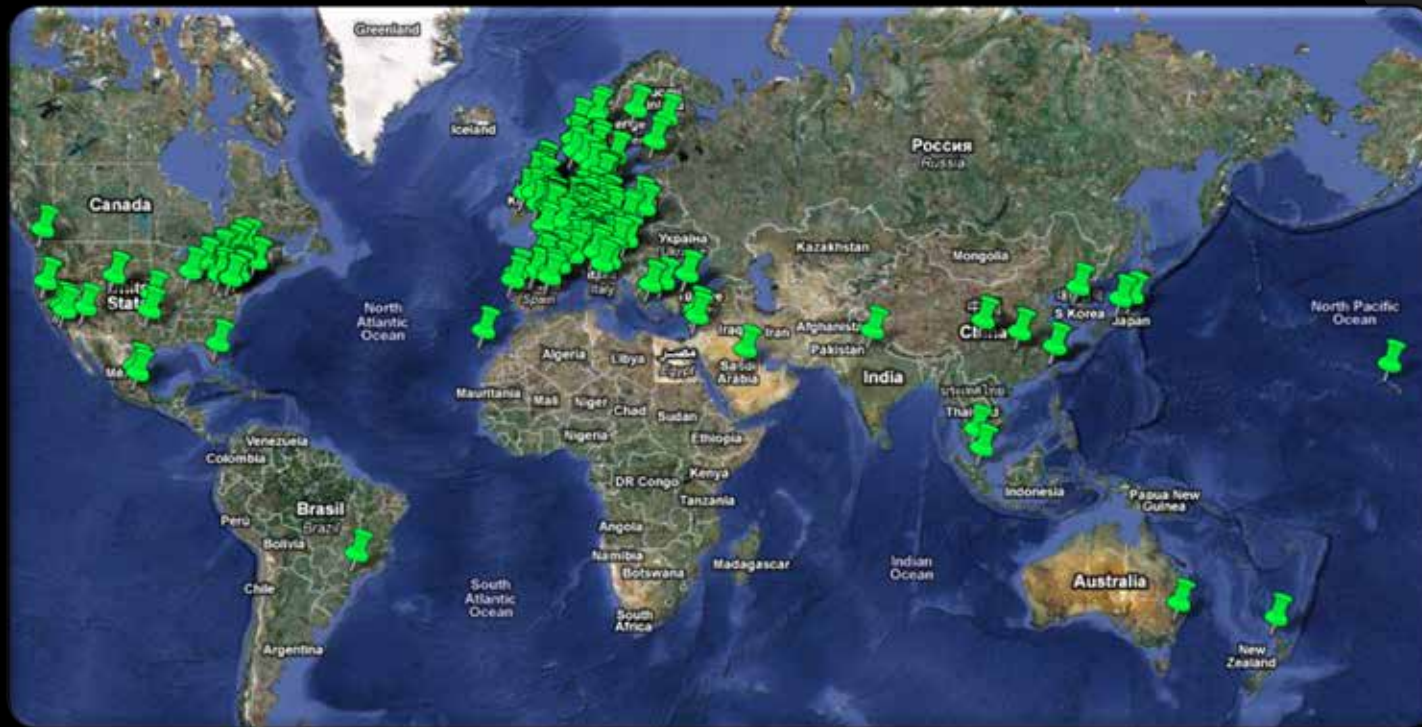 Greenland
Iceland
Россия
Russia
Canada
Україна
Kazakhstan
Mongolia
North
Atlantic
Ocean
Spain
Italy
North Pacific
Ocean
S Korea
Japan
China
Iraq
Iran
Pakistan
Algeria
Libya
مصر
Egypt
Saudi
Arabia
India
Mauritania
Mali
Niger
Chad
Sudan
Nigeria
Ethiopia
Venezuela
Colombia
DR Congo
Kenya
Tanzania
Indonesia
Papua New
Guinea
Brasil
Brazil
Perú
Bolivia
Angola
Namibia
Botswana
Madagascar
Indian
Ocean
Australia
Chile
South
Atlantic
Ocean
South
Africa
Argentina
New
Zealand